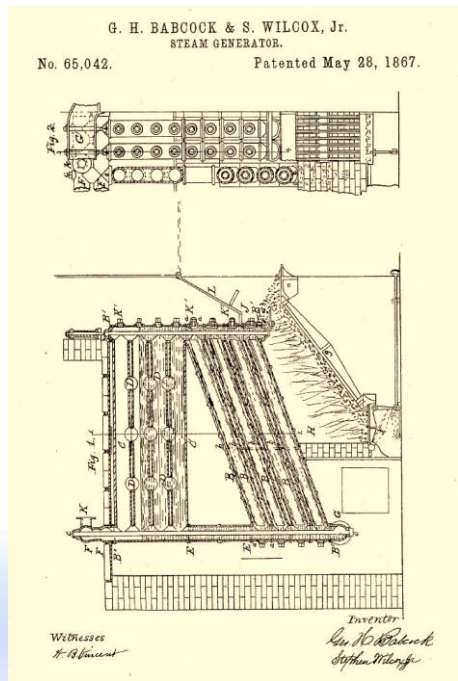 G. H. BABCOCK & S. WILCOX, Jr.
STEAM GENERATOR.
No. 65,042.
Patented May 28, 1867.
Fig. 2.
G
L
B'
K'
K'
K
J
E
C
D
D
D
C
H
Fig. 1.
K
F
F
B'
E
E
G
B
Witnesses
H. B. Vincent
Inventor
Geo H Babcock
Stephen Wilcox Jr